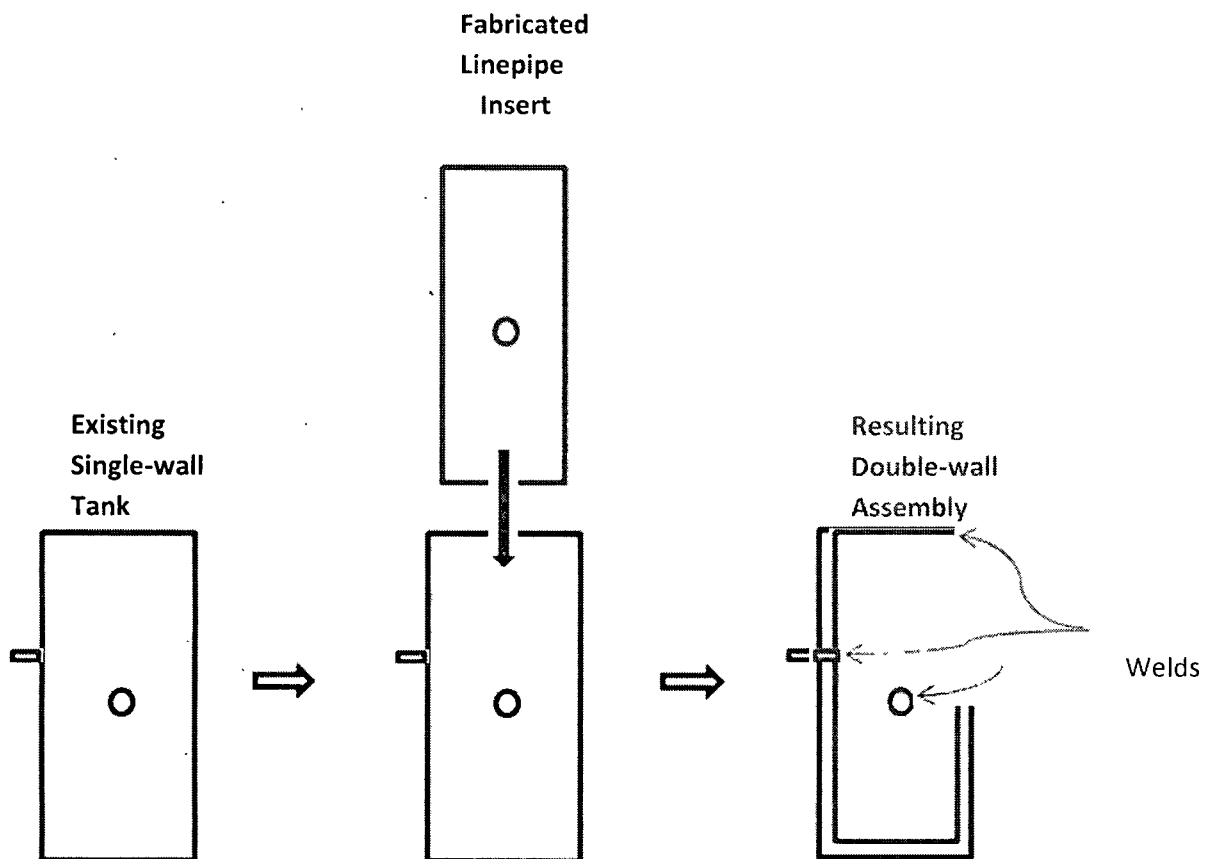 Fabricated
Linepipe
Insert
Existing
Single-wall
Tank
Resulting
Double-wall
Assembly
Welds